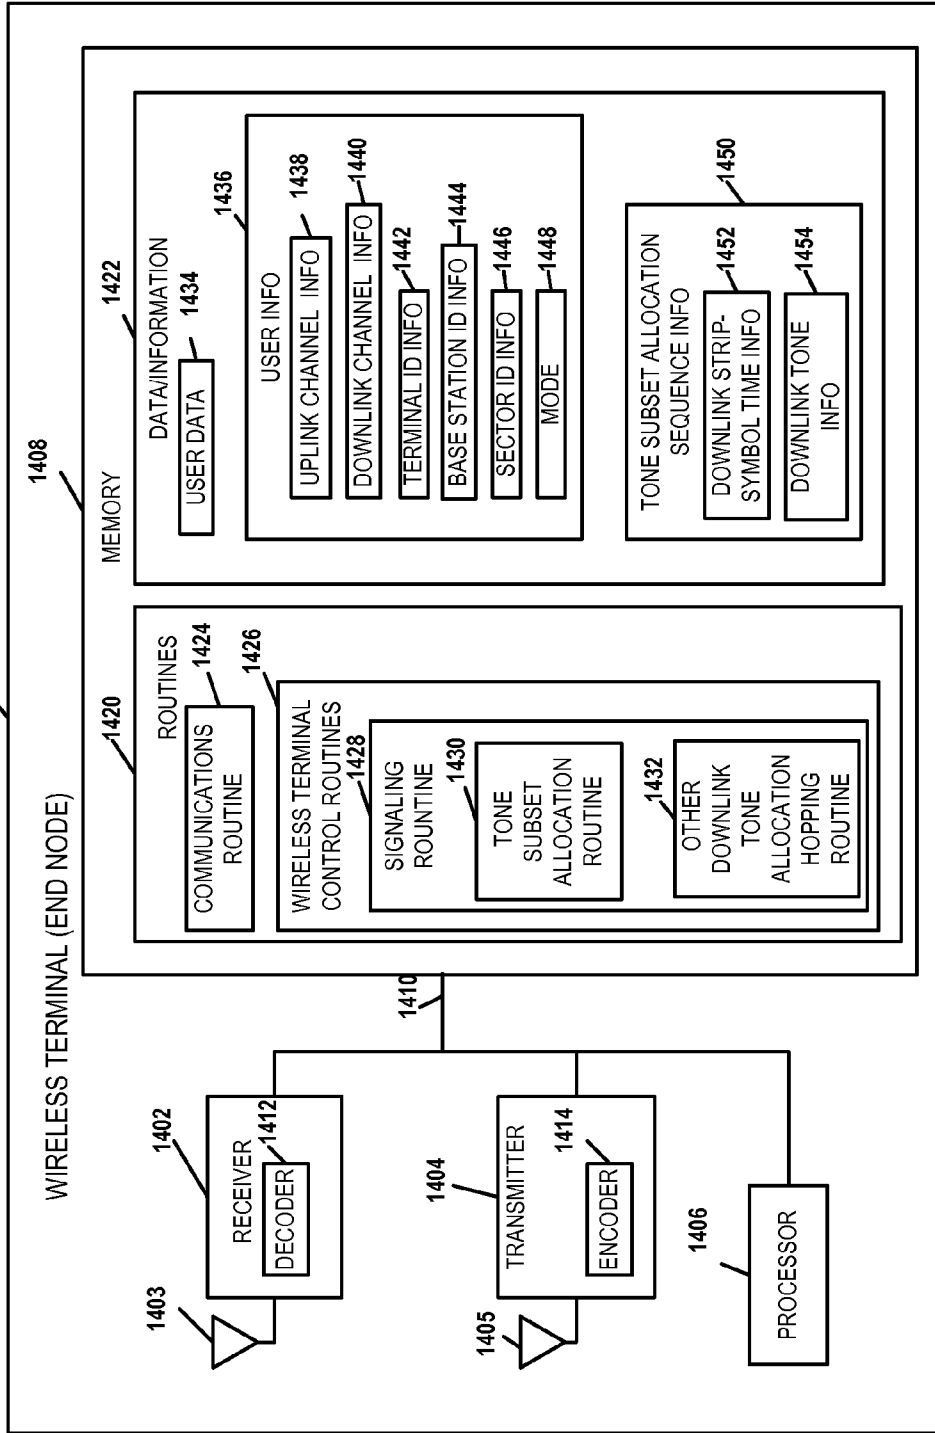 WIRELESS TERMINAL (END NODE)
1403
1402
RECEIVER
1412
DECODER
1405
1404
TRANSMITTER
1414
ENCODER
1406
PROCESSOR
1410
1408
MEMORY
1420
ROUTINES
1424
COMMUNICATIONS
ROUTINE
1426
WIRELESS TERMINAL
CONTROL ROUTINES
1428
SIGNALING
ROUNTINE
1430
TONE
SUBSET
ALLOCATION
ROUTINE
1432
OTHER
DOWNLINK
TONE
ALLOCATION
HOPPING
ROUTINE
1422
DATA/INFORMATION
1434
USER DATA
1436
USER INFO
1438
UPLINK CHANNEL INFO
1440
DOWNLINK CHANNEL INFO
1442
TERMINAL ID INFO
1444
BASE STATION ID INFO
1446
SECTOR ID INFO
1448
MODE
1450
TONE SUBSET ALLOCATION
SEQUENCE INFO
1452
DOWNLINK STRIP-
SYMBOL TIME INFO
1454
DOWNLINK TONE
INFO